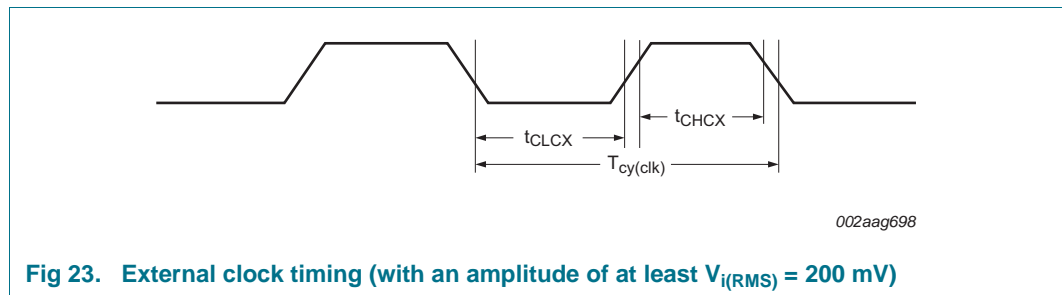 tCLCX
tCHCX
Tcy(clk)
002aag698
Fig 23. External clock timing (with an amplitude of at least Vi(RMS) = 200 mV)